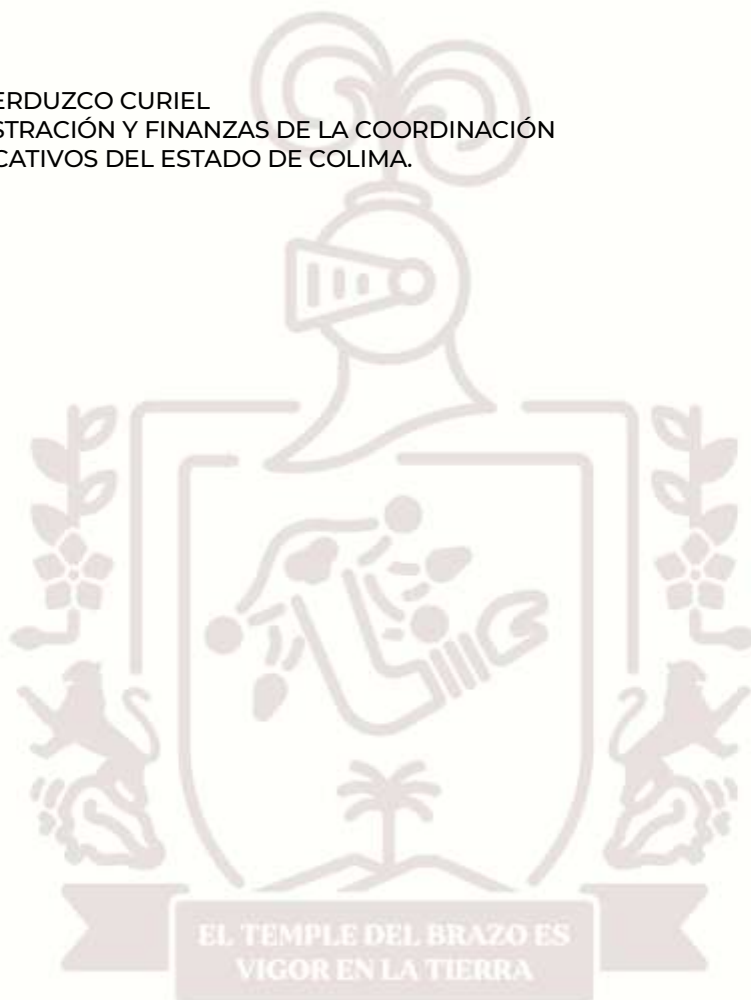 ERDUZCO CURIEL
STRACIÓN Y FINANZAS DE LA COORDINACIÓN
CATIVOS DEL ESTADO DE COLIMA.
EL TEMPLE DEL BRAZO ES
VIGOR EN LA TIERRA